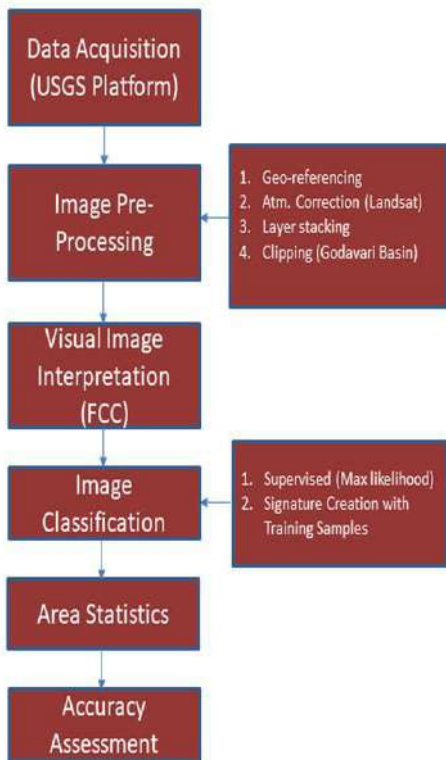 Data Acquisition
(USGS Platform)
Image Pre-
Processing
1. Geo-referencing
2. Atm. Correction (Landsat)
3. Layer stacking
4. Clipping (Godavari Basin)
Visual Image
Interpretation
(FCC)
Image
Classification
1. Supervised (Max likelihood)
2. Signature Creation with
Training Samples
Area Statistics
Accuracy
Assessment